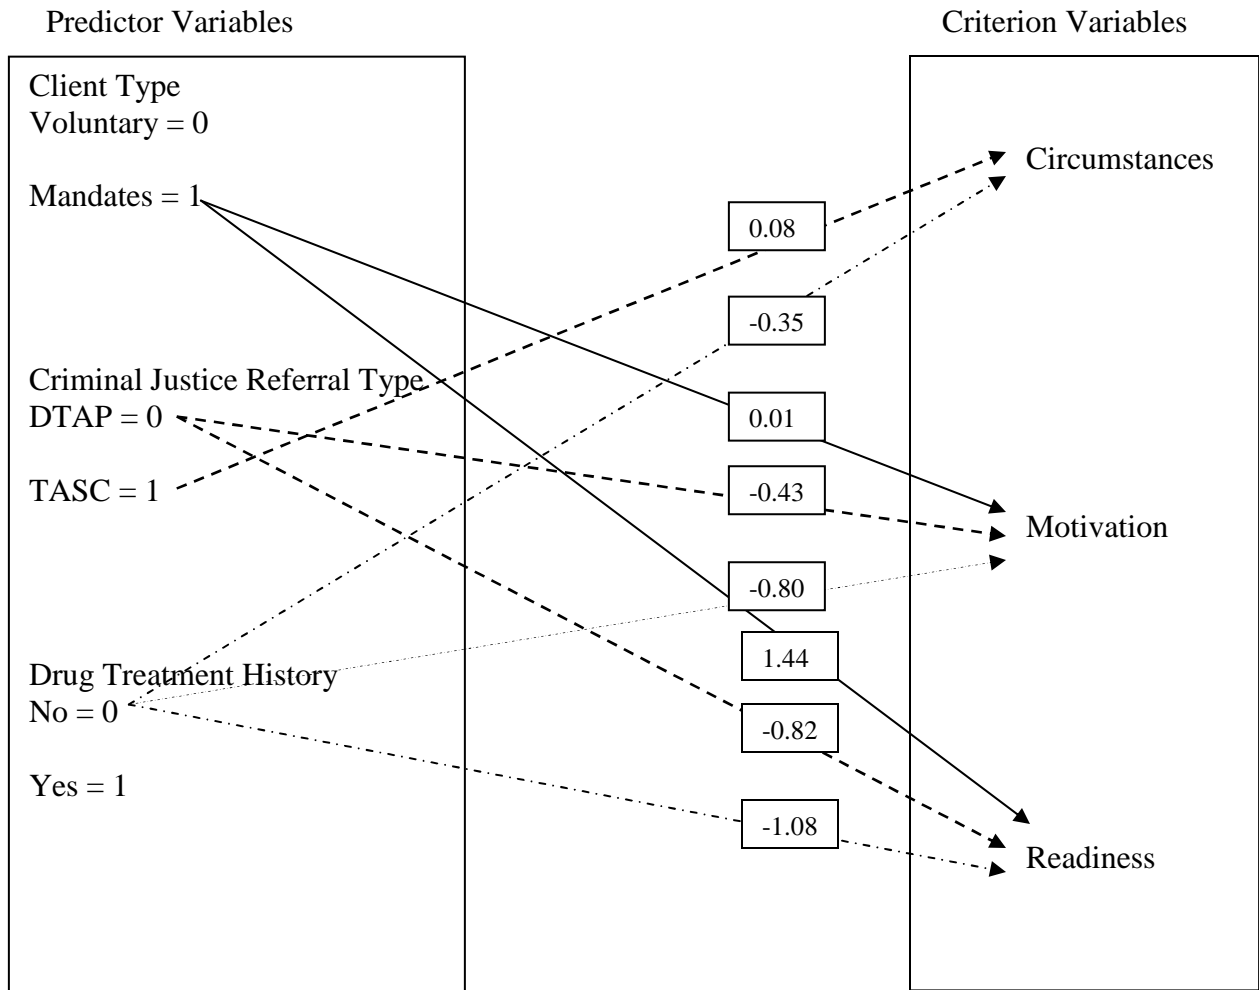 Predictor Variables
Criterion Variables
Client Type
Voluntary = 0
Mandates = 1
Criminal Justice Referral Type
DTAP = 0
TASC = 1
Drug Treatment History
No = 0
Yes = 1
0.08
-0.35
0.01
-0.43
-0.80
1.44
-0.82
-1.08
Circumstances
Motivation
Readiness